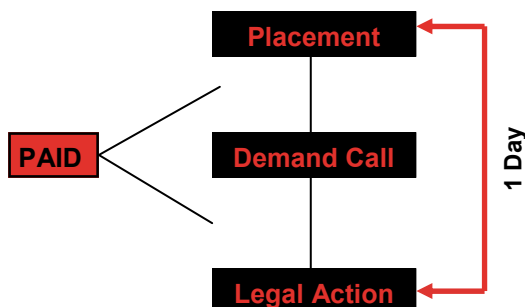 Placement
PAID
Demand Call
1 Day
Legal Action